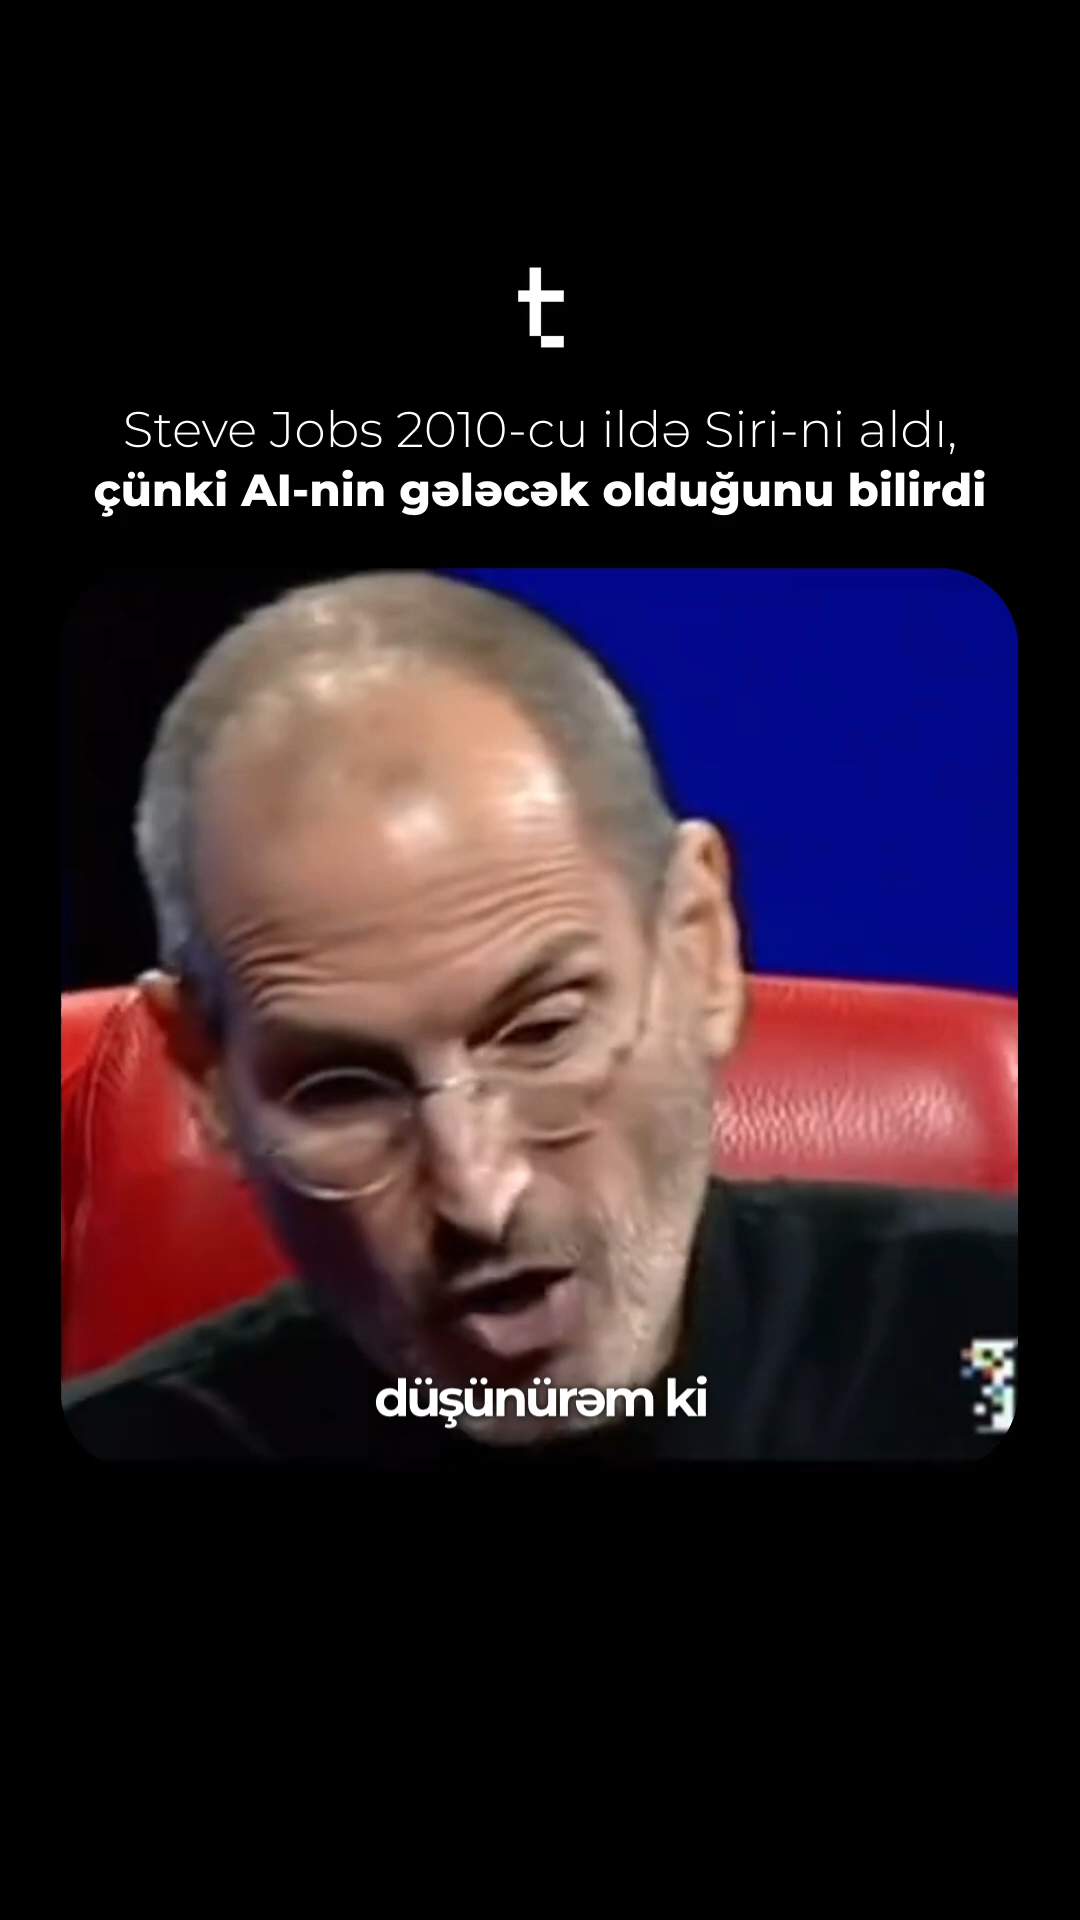 t
Steve Jobs 2010-cu ildə Siri-ni aldı,
çünki AI-nin gələcək olduğunu bilirdi
düşünürəm ki